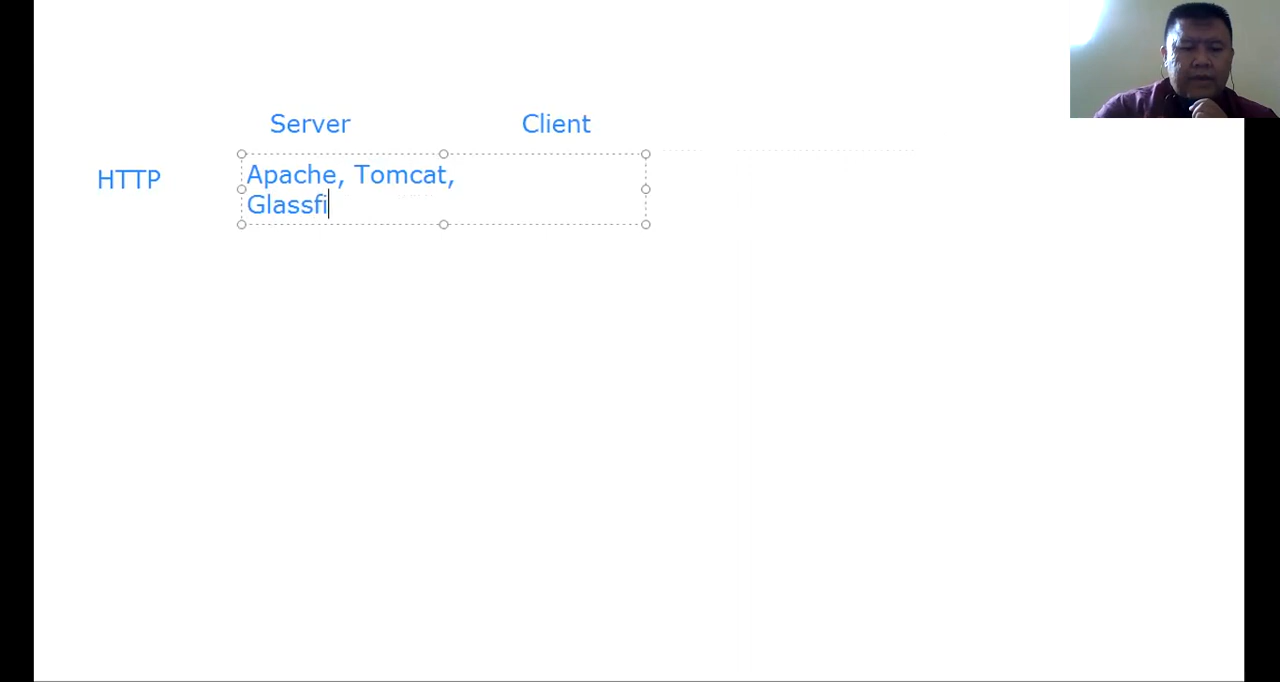 Server Client
HTTP Apache, Tomcat,
Glassfi